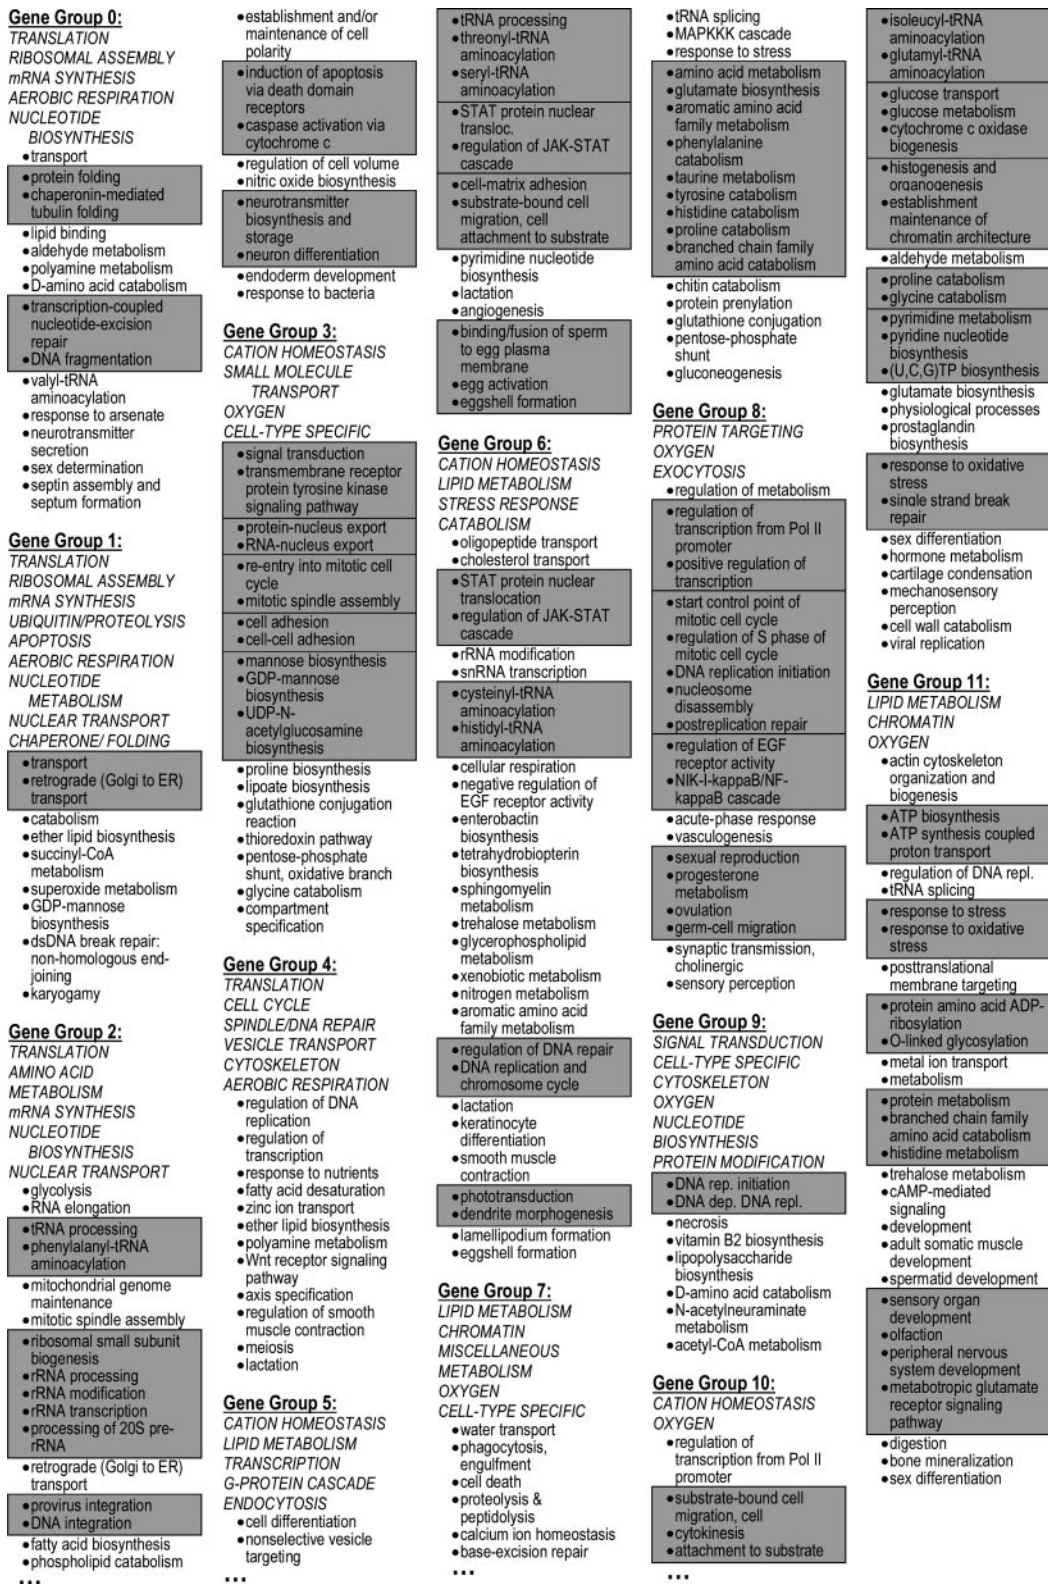 Gene Group 0:
TRANSLATION
RIBOSOMAL ASSEMBLY
mRNA SYNTHESIS
AEROBIC RESPIRATION
NUCLEOTIDE
BIOSYNTHESIS
•transport
•protein folding
•chaperonin-mediated
tubulin folding
•lipid binding
•aldehyde metabolism
•polyamine metabolism
•D-amino acid catabolism
•transcription-coupled
nucleotide-excision
repair
•DNA fragmentation
•valyl-tRNA
aminoacylation
•response to arsenate
•neurotransmitter
secretion
•sex determination
•septin assembly and
septum formation
Gene Group 1:
TRANSLATION
RIBOSOMAL ASSEMBLY
mRNA SYNTHESIS
UBIQUITIN/PROTEOLYSIS
APOPTOSIS
AEROBIC RESPIRATION
NUCLEOTIDE
METABOLISM
NUCLEAR TRANSPORT
CHAPERONE/ FOLDING
•transport
•retrograde (Golgi to ER)
transport
•catabolism
•ether lipid biosynthesis
•succinyl-CoA
metabolism
•superoxide metabolism
•GDP-mannose
biosynthesis
•dsDNA break repair:
non-homologous end-
joining
•karyogamy
Gene Group 2:
TRANSLATION
AMINO ACID
METABOLISM
mRNA SYNTHESIS
NUCLEOTIDE
BIOSYNTHESIS
NUCLEAR TRANSPORT
•glycolysis
•RNA elongation
•tRNA processing
•phenylalanyl-tRNA
aminoacylation
•mitochondrial genome
maintenance
•mitotic spindle assembly
•ribosomal small subunit
biogenesis
•rRNA processing
•rRNA modification
•rRNA transcription
•processing of 20S pre-
rRNA
•retrograde (Golgi to ER)
transport
•provirus integration
•DNA integration
•fatty acid biosynthesis
•phospholipid catabolism
...
•establishment and/or
maintenance of cell
polarity
•induction of apoptosis
via death domain
receptors
•caspase activation via
cytochrome c
•regulation of cell volume
•nitric oxide biosynthesis
•neurotransmitter
biosynthesis and
storage
•neuron differentiation
•endoderm development
•response to bacteria
Gene Group 3:
CATION HOMEOSTASIS
SMALL MOLECULE
TRANSPORT
OXYGEN
CELL-TYPE SPECIFIC
•signal transduction
•transmembrane receptor
protein tyrosine kinase
signaling pathway
•protein-nucleus export
•RNA-nucleus export
•re-entry into mitotic cell
cycle
•mitotic spindle assembly
•cell adhesion
•cell-cell adhesion
•mannose biosynthesis
•GDP-mannose
biosynthesis
•UDP-N-
acetylglucosamine
biosynthesis
•proline biosynthesis
•lipoate biosynthesis
•glutathione conjugation
reaction
•thioredoxin pathway
•pentose-phosphate
shunt, oxidative branch
•glycine catabolism
•compartment
specification
Gene Group 4:
TRANSLATION
CELL CYCLE
SPINDLE/DNA REPAIR
VESICLE TRANSPORT
CYTOSKELETON
AEROBIC RESPIRATION
•regulation of DNA
replication
•regulation of
transcription
•response to nutrients
•fatty acid desaturation
•zinc ion transport
•ether lipid biosynthesis
•polyamine metabolism
•Wnt receptor signaling
pathway
•axis specification
•regulation of smooth
muscle contraction
•meiosis
•lactation
Gene Group 5:
CATION HOMEOSTASIS
LIPID METABOLISM
TRANSCRIPTION
G-PROTEIN CASCADE
ENDOCYTOSIS
•cell differentiation
•nonselective vesicle
targeting
...
•tRNA processing
•threonyl-tRNA
aminoacylation
•seryl-tRNA
aminoacylation
•STAT protein nuclear
transloc.
•regulation of JAK-STAT
cascade
•cell-matrix adhesion
•substrate-bound cell
migration, cell
attachment to substrate
•pyrimidine nucleotide
biosynthesis
•lactation
•angiogenesis
•binding/fusion of sperm
to egg plasma
membrane
•egg activation
•eggshell formation
Gene Group 6:
CATION HOMEOSTASIS
LIPID METABOLISM
STRESS RESPONSE
CATABOLISM
•oligopeptide transport
•cholesterol transport
•STAT protein nuclear
translocation
•regulation of JAK-STAT
cascade
•rRNA modification
•snRNA transcription
•cysteinyl-tRNA
aminoacylation
•histidyl-tRNA
aminoacylation
•cellular respiration
•negative regulation of
EGF receptor activity
•enterobactin
biosynthesis
•tetrahydrobiopterin
biosynthesis
•sphingomyelin
metabolism
•trehalose metabolism
•glycerophospholipid
metabolism
•xenobiotic metabolism
•nitrogen metabolism
•aromatic amino acid
family metabolism
•regulation of DNA repair
•DNA replication and
chromosome cycle
•lactation
•keratinocyte
differentiation
•smooth muscle
contraction
•phototransduction
•dendrite morphogenesis
•lamellipodium formation
•eggshell formation
Gene Group 7:
LIPID METABOLISM
CHROMATIN
MISCELLANEOUS
METABOLISM
OXYGEN
CELL-TYPE SPECIFIC
•water transport
•phagocytosis,
engulfment
•cell death
•proteolysis &
peptidolysis
•calcium ion homeostasis
•base-excision repair
...
•tRNA splicing
•MAPKKK cascade
•response to stress
•amino acid metabolism
•glutamate biosynthesis
•aromatic amino acid
family metabolism
•phenylalanine
catabolism
•taurine metabolism
•tyrosine catabolism
•histidine catabolism
•proline catabolism
•branched chain family
amino acid catabolism
•chitin catabolism
•protein prenylation
•glutathione conjugation
•pentose-phosphate
shunt
•gluconeogenesis
Gene Group 8:
PROTEIN TARGETING
OXYGEN
EXOCYTOSIS
•regulation of metabolism
•regulation of
transcription from Pol II
promoter
•positive regulation of
transcription
•start control point of
mitotic cell cycle
•regulation of S phase of
mitotic cell cycle
•DNA replication initiation
•nucleosome
disassembly
•postreplication repair
•regulation of EGF
receptor activity
•NIK-I-kappaB/NF-
kappaB cascade
•acute-phase response
•vasculogenesis
•sexual reproduction
•progesterone
metabolism
•ovulation
•germ-cell migration
•synaptic transmission,
cholinergic
•sensory perception
Gene Group 9:
SIGNAL TRANSDUCTION
CELL-TYPE SPECIFIC
CYTOSKELETON
OXYGEN
NUCLEOTIDE
BIOSYNTHESIS
PROTEIN MODIFICATION
•DNA rep. initiation
•DNA dep. DNA repl.
•necrosis
•vitamin B2 biosynthesis
•lipopolysaccharide
biosynthesis
•D-amino acid catabolism
•N-acetylneuraminate
metabolism
•acetyl-CoA metabolism
Gene Group 10:
CATION HOMEOSTASIS
OXYGEN
•regulation of
transcription from Pol II
promoter
•substrate-bound cell
migration, cell
•cytokinesis
•attachment to substrate
...
•isoleucyl-tRNA
aminoacylation
•glutamyl-tRNA
aminoacylation
•glucose transport
•glucose metabolism
•cytochrome c oxidase
biogenesis
•histogenesis and
organogenesis
•establishment
maintenance of
chromatin architecture
•aldehyde metabolism
•proline catabolism
•glycine catabolism
•pyrimidine metabolism
•pyridine nucleotide
biosynthesis
•(U,C,G)TP biosynthesis
•glutamate biosynthesis
•physiological processes
•prostaglandin
biosynthesis
•response to oxidative
stress
•single strand break
repair
•sex differentiation
•hormone metabolism
•cartilage condensation
•mechanosensory
perception
•cell wall catabolism
•viral replication
Gene Group 11:
LIPID METABOLISM
CHROMATIN
OXYGEN
•actin cytoskeleton
organization and
biogenesis
•ATP biosynthesis
•ATP synthesis coupled
proton transport
•regulation of DNA repl.
•tRNA splicing
•response to stress
•response to oxidative
stress
•posttranslational
membrane targeting
•protein amino acid ADP-
ribosylation
•O-linked glycosylation
•metal ion transport
•metabolism
•protein metabolism
•branched chain family
amino acid catabolism
•histidine metabolism
•trehalose metabolism
•cAMP-mediated
signaling
•development
•adult somatic muscle
development
•spermatid development
•sensory organ
development
•olfaction
•peripheral nervous
system development
•metabotropic glutamate
receptor signaling
pathway
•digestion
•bone mineralization
•sex differentiation